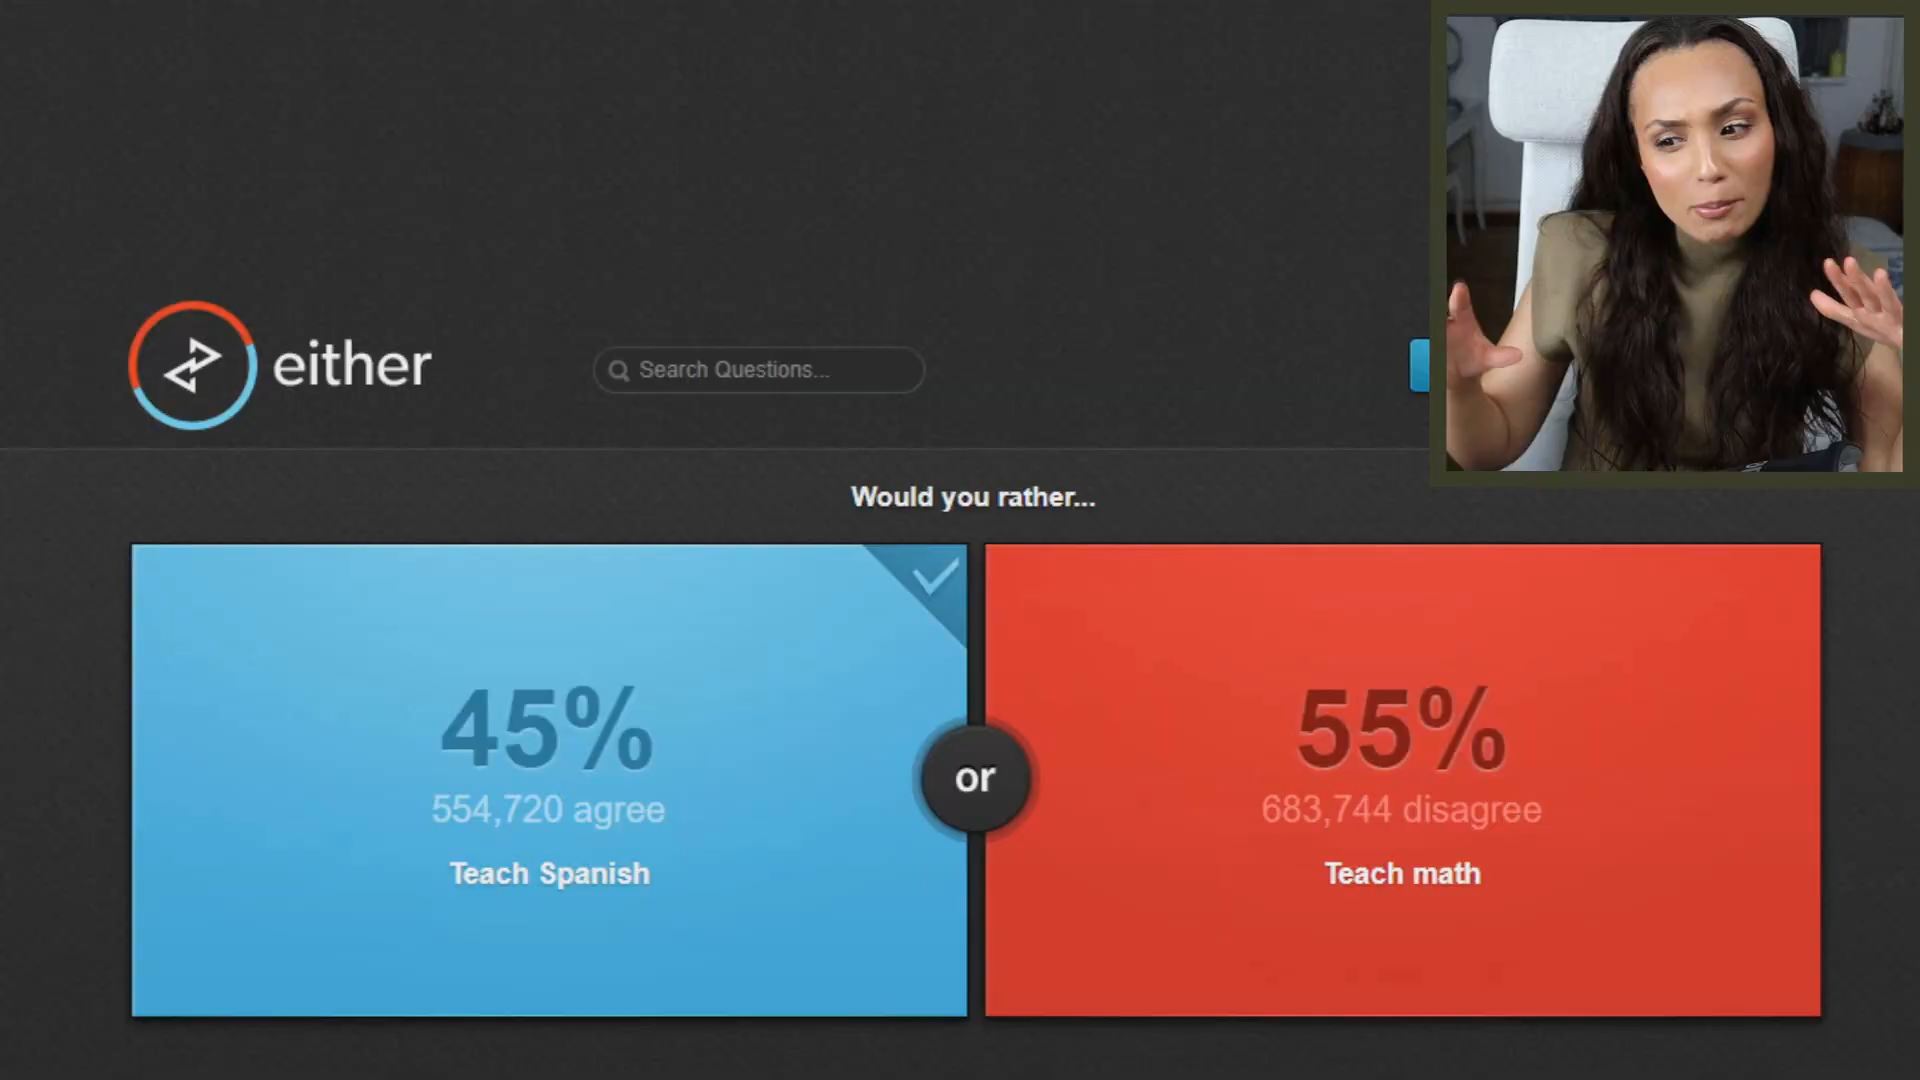 either
Search Questions...
Would you rather...
45%
554,720 agree
Teach Spanish
or
55%
683,744 disagree
Teach math